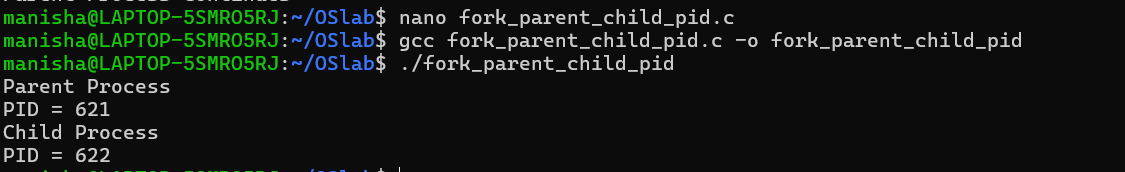 manisha@LAPTOP-5SMRO5RJ:~/OSlab$ nano fork_parent_child_pid.c
manisha@LAPTOP-5SMRO5RJ:~/OSlab$ gcc fork_parent_child_pid.c -o fork_parent_child_pid
manisha@LAPTOP-5SMRO5RJ:~/OSlab$ ./fork_parent_child_pid
Parent Process
PID = 621
Child Process
PID = 622